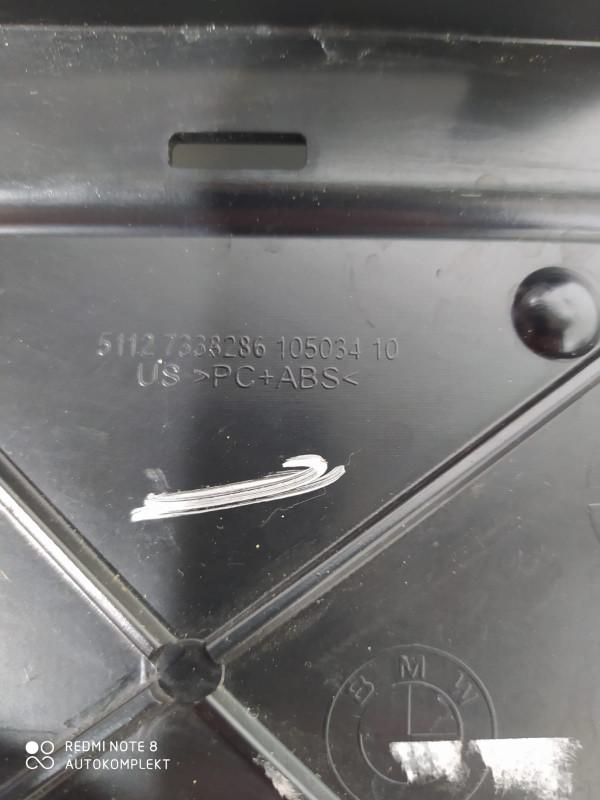 5112 7338286 105034 10
US >PC+ABS<
BMW
REDMI NOTE 8
AUTOKOMPLEKT